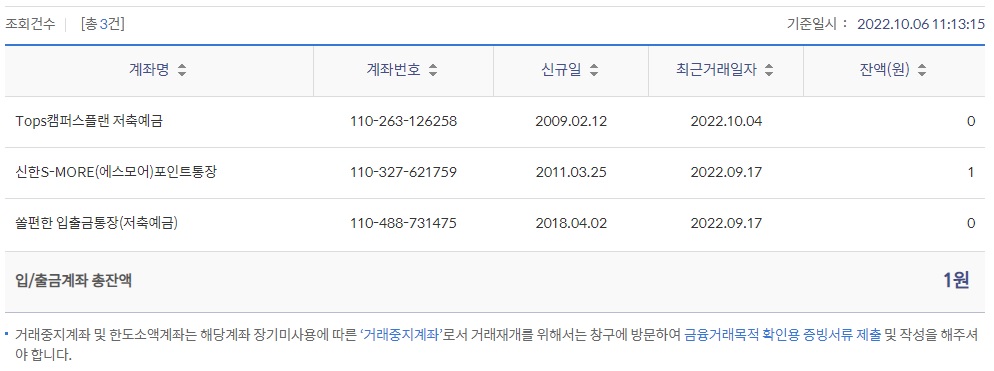 조회건수 [총 3건] 기준일시 : 2022.10.06 11:13:15
계좌명 계좌번호 신규일 최근거래일자 잔액(원)
Tops캠퍼스플랜 저축예금 110-263-126258 2009.02.12 2022.10.04 0
신한S-MORE(에스모어)포인트통장 110-327-621759 2011.03.25 2022.09.17 1
쏠편한 입출금통장(저축예금) 110-488-731475 2018.04.02 2022.09.17 0
입/출금계좌 총잔액 1원
거래중지계좌 및 한도소액계좌는 해당계좌 장기미사용에 따른 ‘거래중지계좌’로서 거래재개를 위해서는 창구에 방문하여 금융거래목적 확인용 증빙서류 제출 및 작성을 해주셔
야 합니다.